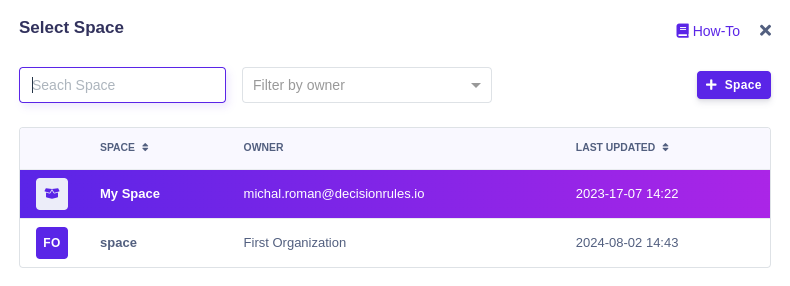 Select Space
How-To
Seach Space
Filter by owner
Space
SPACE OWNER LAST UPDATED
My Space michal.roman@decisionrules.io 2023-17-07 14:22
FO space First Organization 2024-08-02 14:43